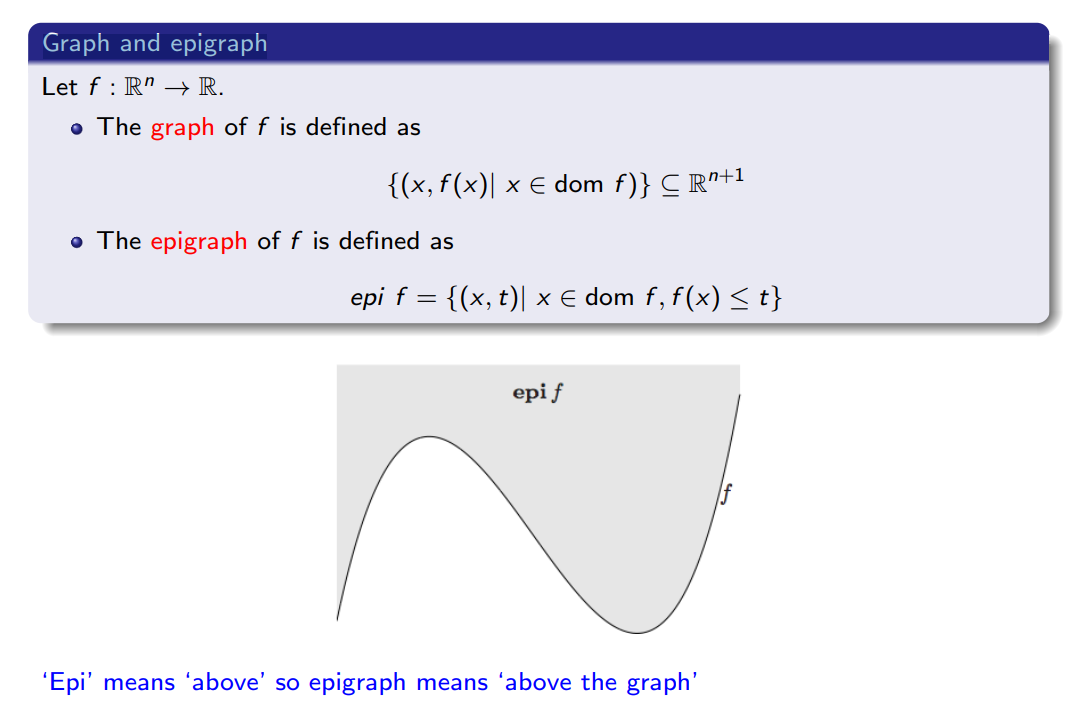 Graph and epigraph
Let f : ℝⁿ → ℝ.
The graph of f is defined as
{(x, f(x)| x ∈ dom f)} ⊆ ℝⁿ⁺¹
The epigraph of f is defined as
epi f = {(x, t)| x ∈ dom f, f(x) ≤ t}
epi f
f
‘Epi’ means ‘above’ so epigraph means ‘above the graph’